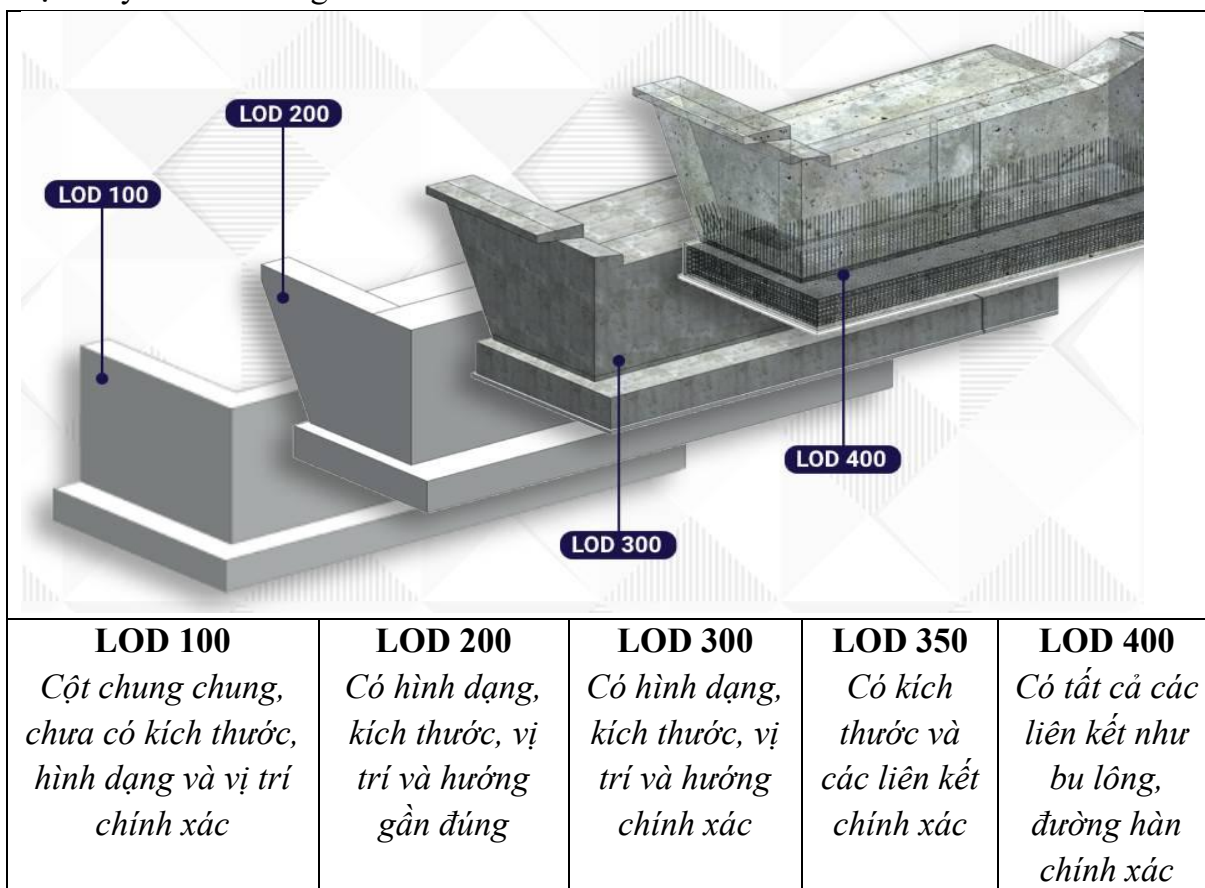 LOD 200
LOD 100
LOD 400
LOD 300
LOD 100
Cột chung chung,
chưa có kích thước,
hình dạng và vị trí
chính xác
LOD 200
Có hình dạng,
kích thước, vị
trí và hướng
gần đúng
LOD 300
Có hình dạng,
kích thước, vị
trí và hướng
chính xác
LOD 350
Có kích
thước và
các liên kết
chính xác
LOD 400
Có tất cả các
liên kết như
bu lông,
đường hàn
chính xác